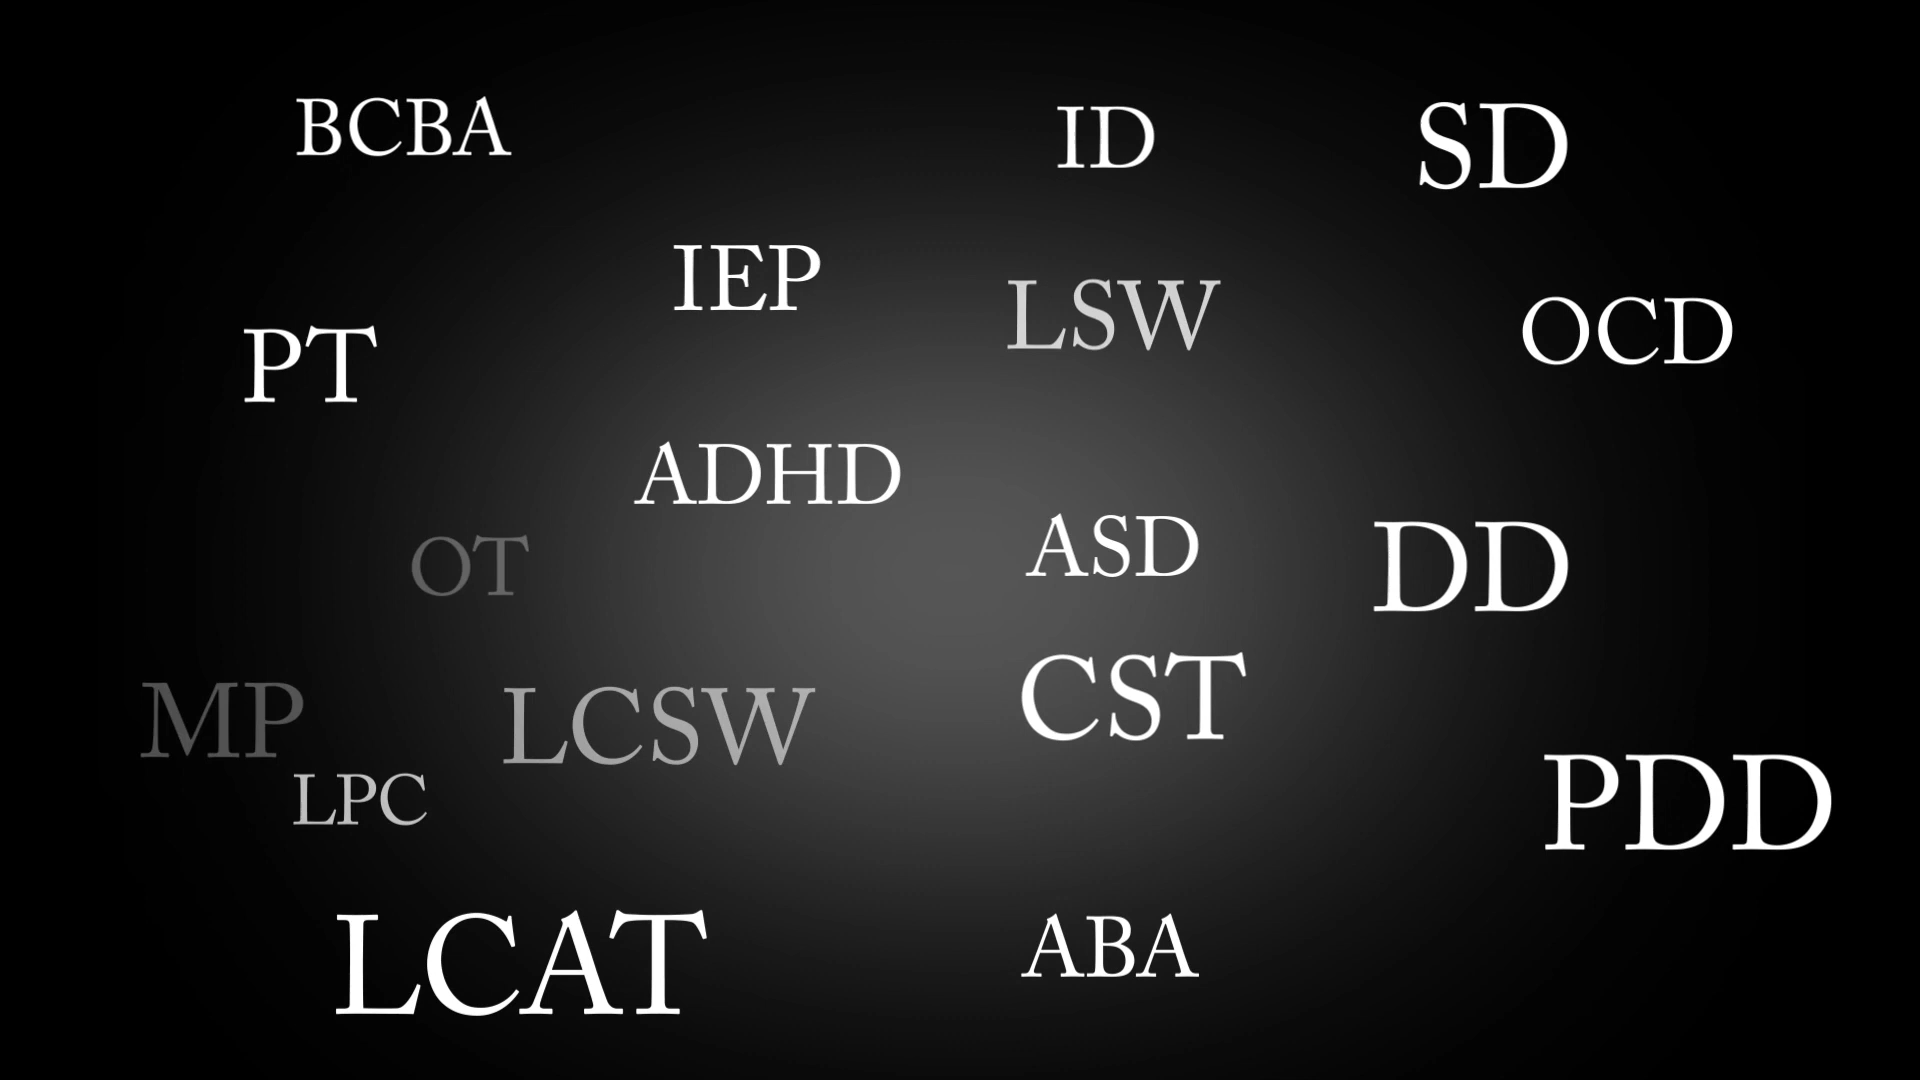 BCBA
ID
SD
IEP
LSW
OCD
PT
ADHD
ASD
DD
OT
CST
MP
LCSW
LPC
PDD
LCAT
ABA